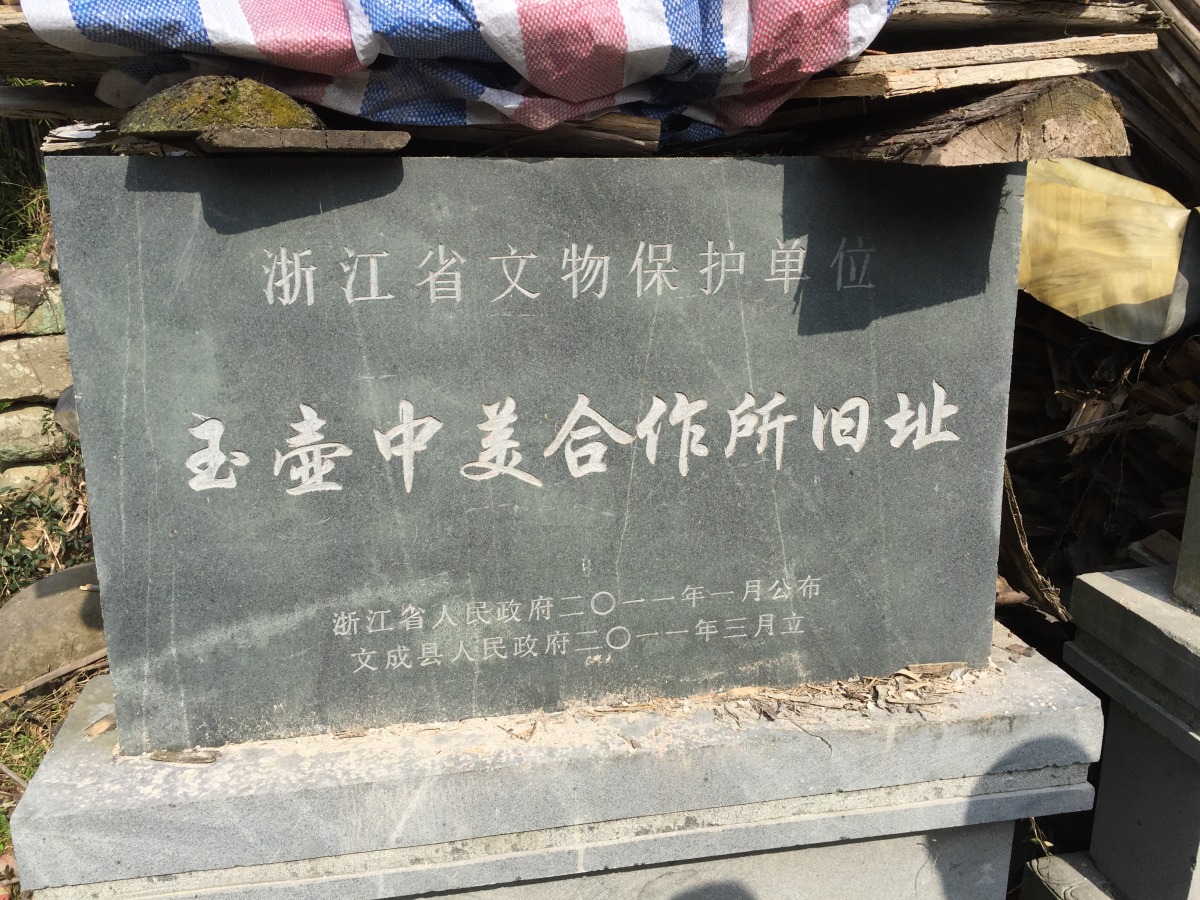 浙江省文物保护单位
玉壶中美合作所旧址
浙江省人民政府二〇一一年一月公布
文成县人民政府二〇一一年三月立